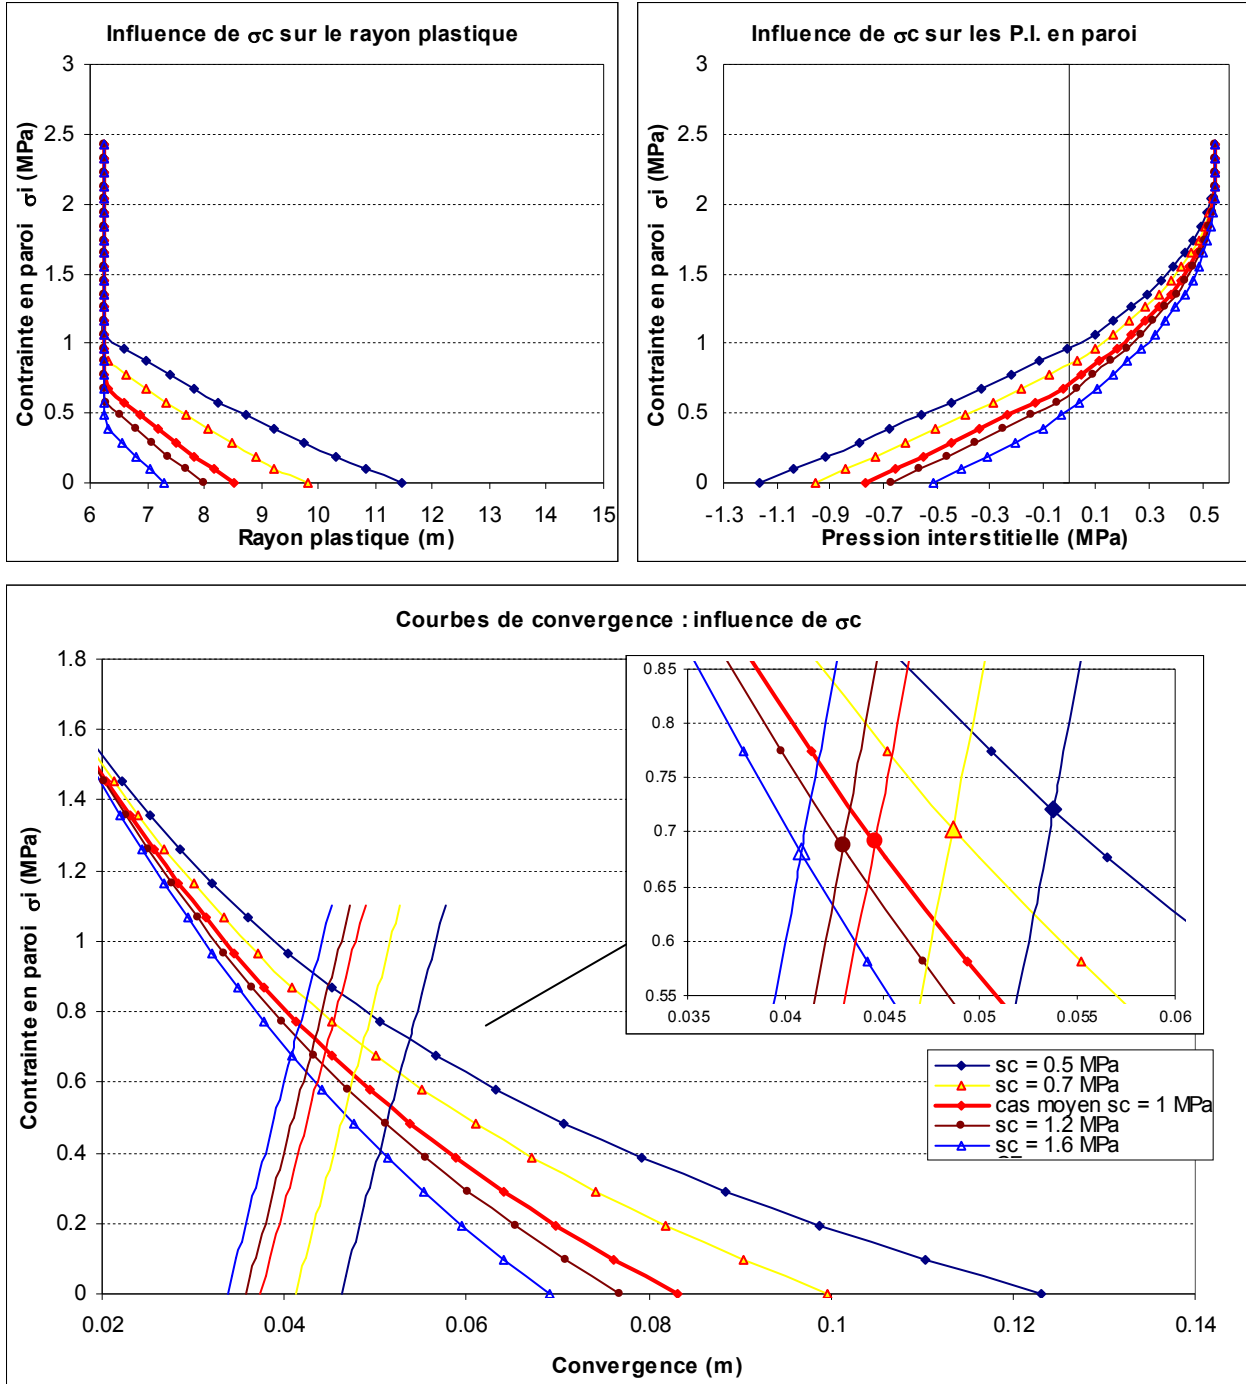 Influence de σc sur le rayon plastique
3
2.5
2
1.5
1
0.5
0
6 7 8 9 10 11 12 13 14 15
Contrainte en paroi σi (MPa)
Rayon plastique (m)
Influence de σc sur les P.I. en paroi
3
2.5
2
1.5
1
0.5
0
-1.3 -1.1 -0.9 -0.7 -0.5 -0.3 -0.1 0.1 0.3 0.5
Contrainte en paroi σi (MPa)
Pression interstitielle (MPa)
Courbes de convergence : influence de σc
1.8
1.6
1.4
1.2
1
0.8
0.6
0.4
0.2
0
0.02 0.04 0.06 0.08 0.1 0.12 0.14
Contrainte en paroi σi (MPa)
Convergence (m)
0.85
0.8
0.75
0.7
0.65
0.6
0.55
0.035 0.04 0.045 0.05 0.055 0.06
sc = 0.5 MPa
sc = 0.7 MPa
cas moyen sc = 1 MPa
sc = 1.2 MPa
sc = 1.6 MPa